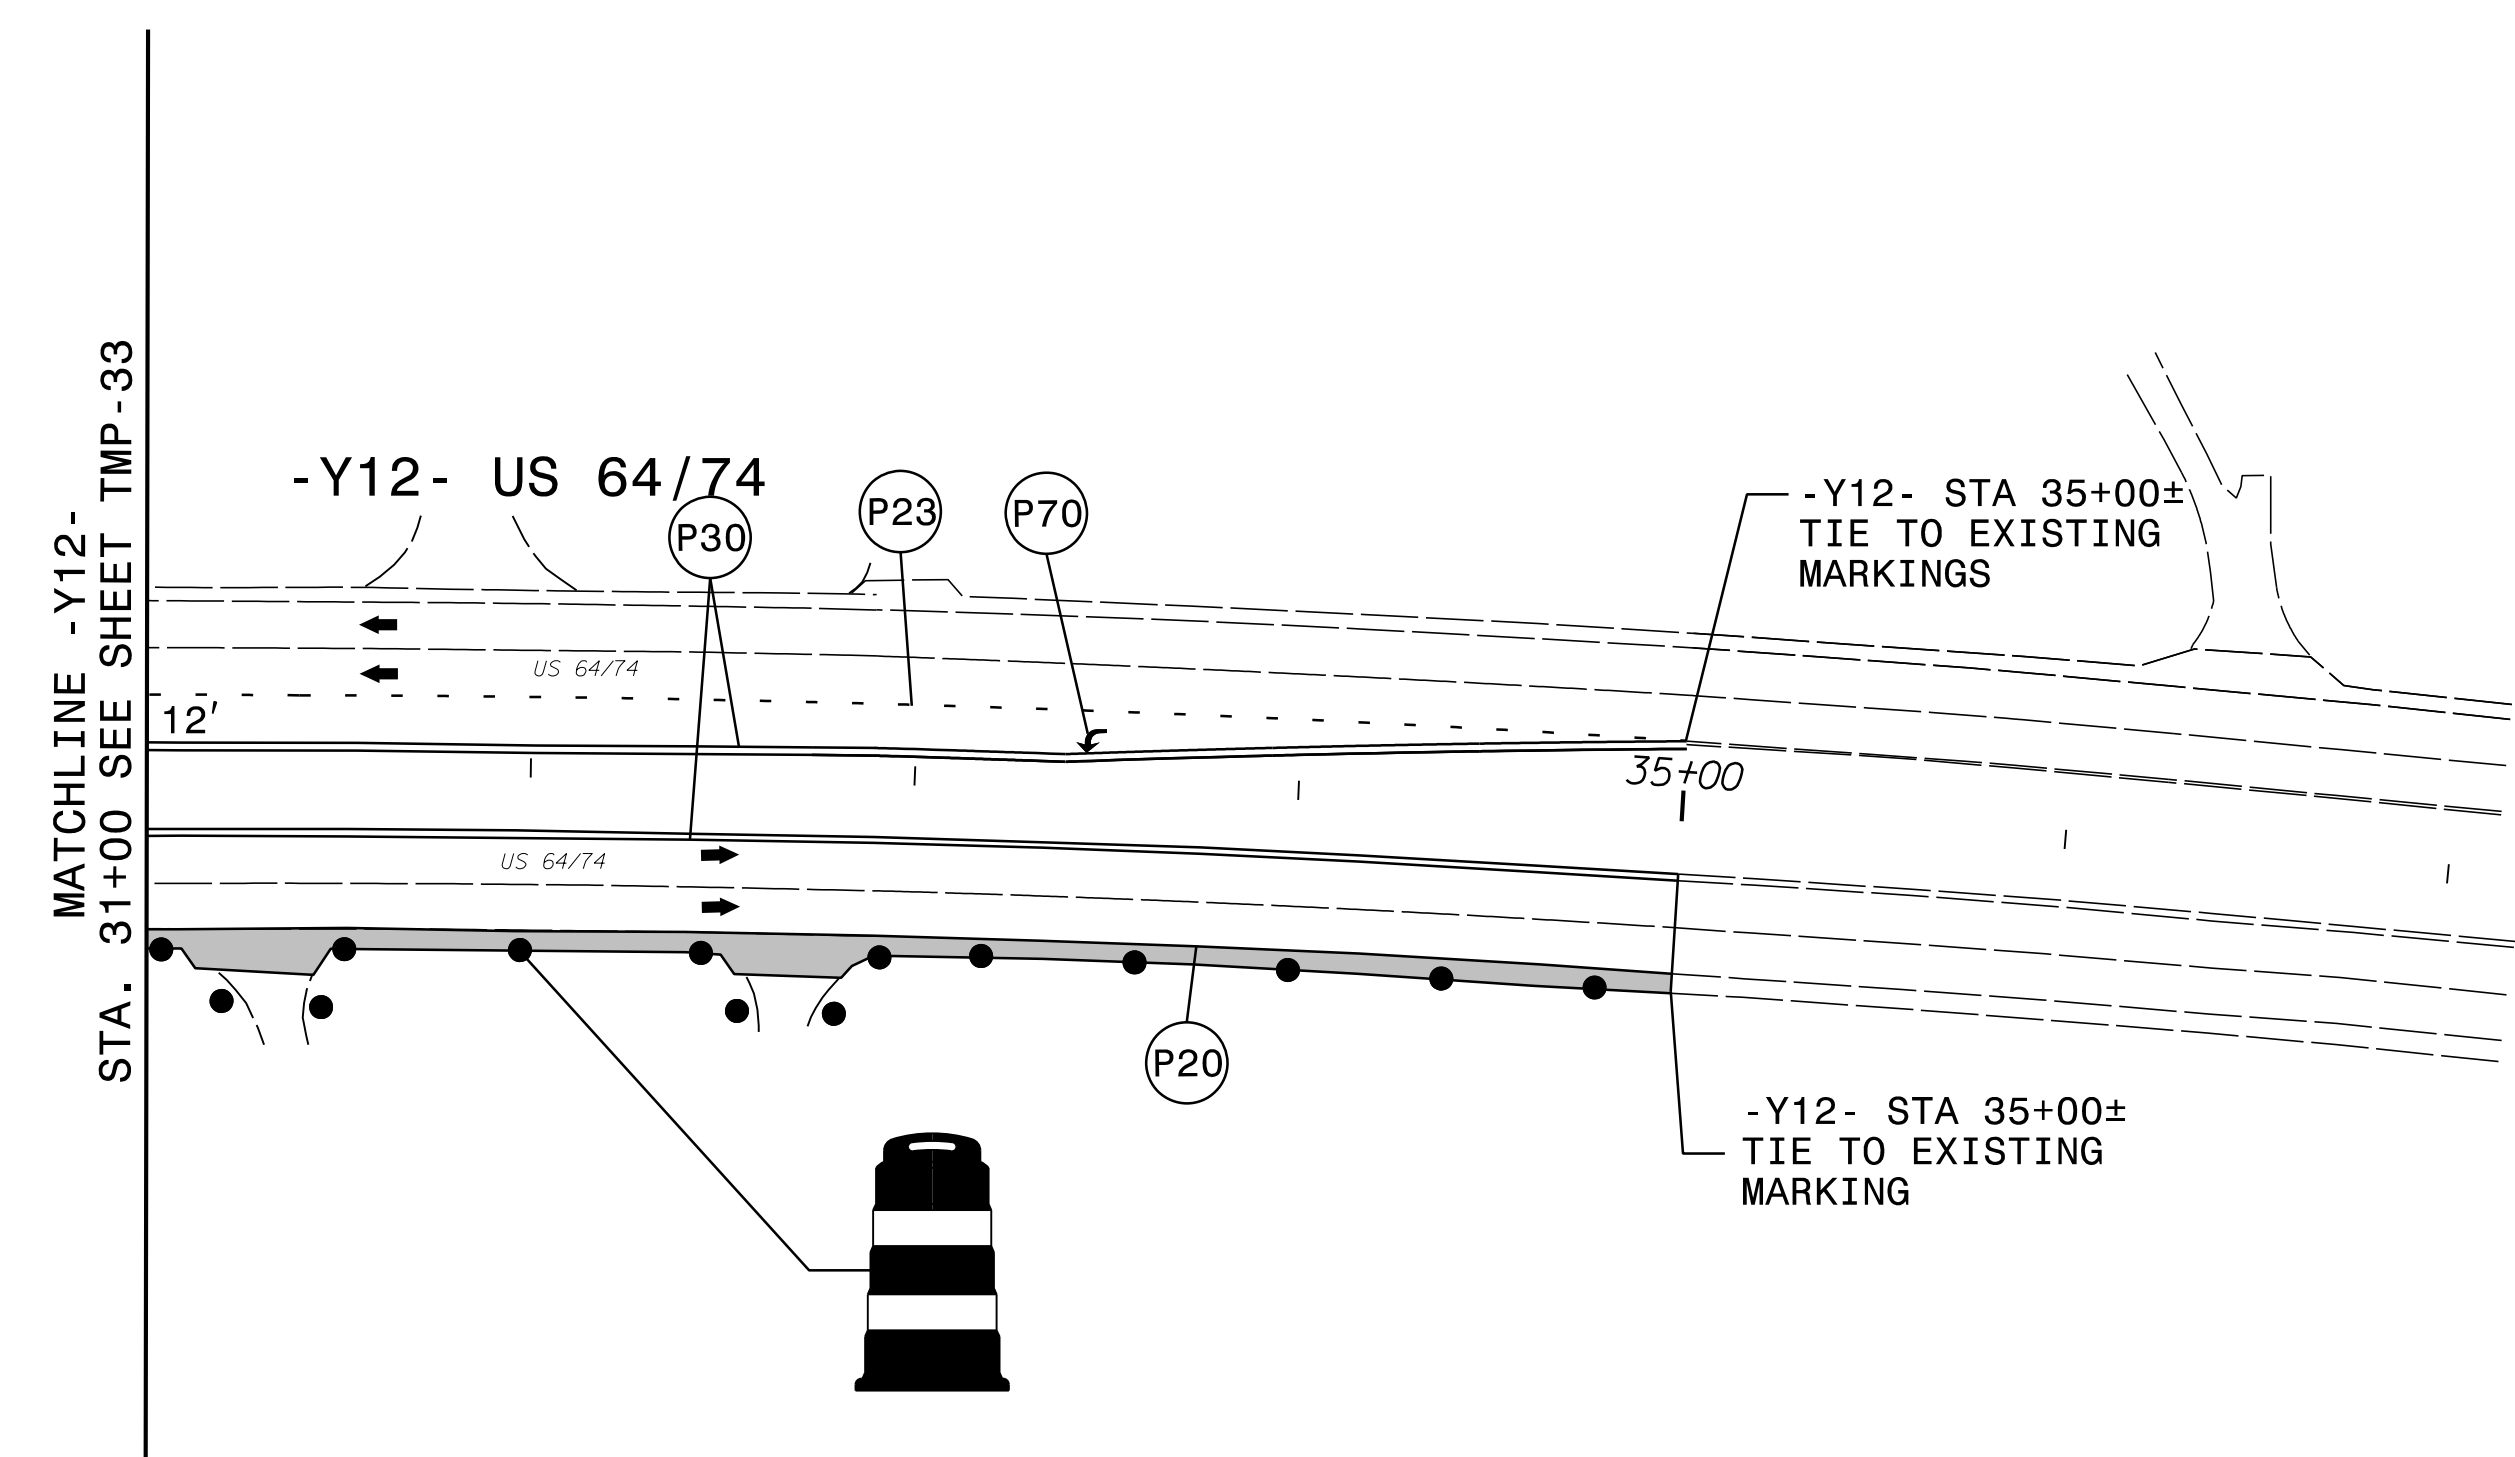 MATCHLINE -Y12-
STA. 31+00 SEE SHEET TMP-33
-Y12- US 64/74
P30
P23
P70
-Y12- STA 35+00±
TIE TO EXISTING
MARKINGS
US 64/74
12'
35+00
US 64/74
P20
-Y12- STA 35+00±
TIE TO EXISTING
MARKING